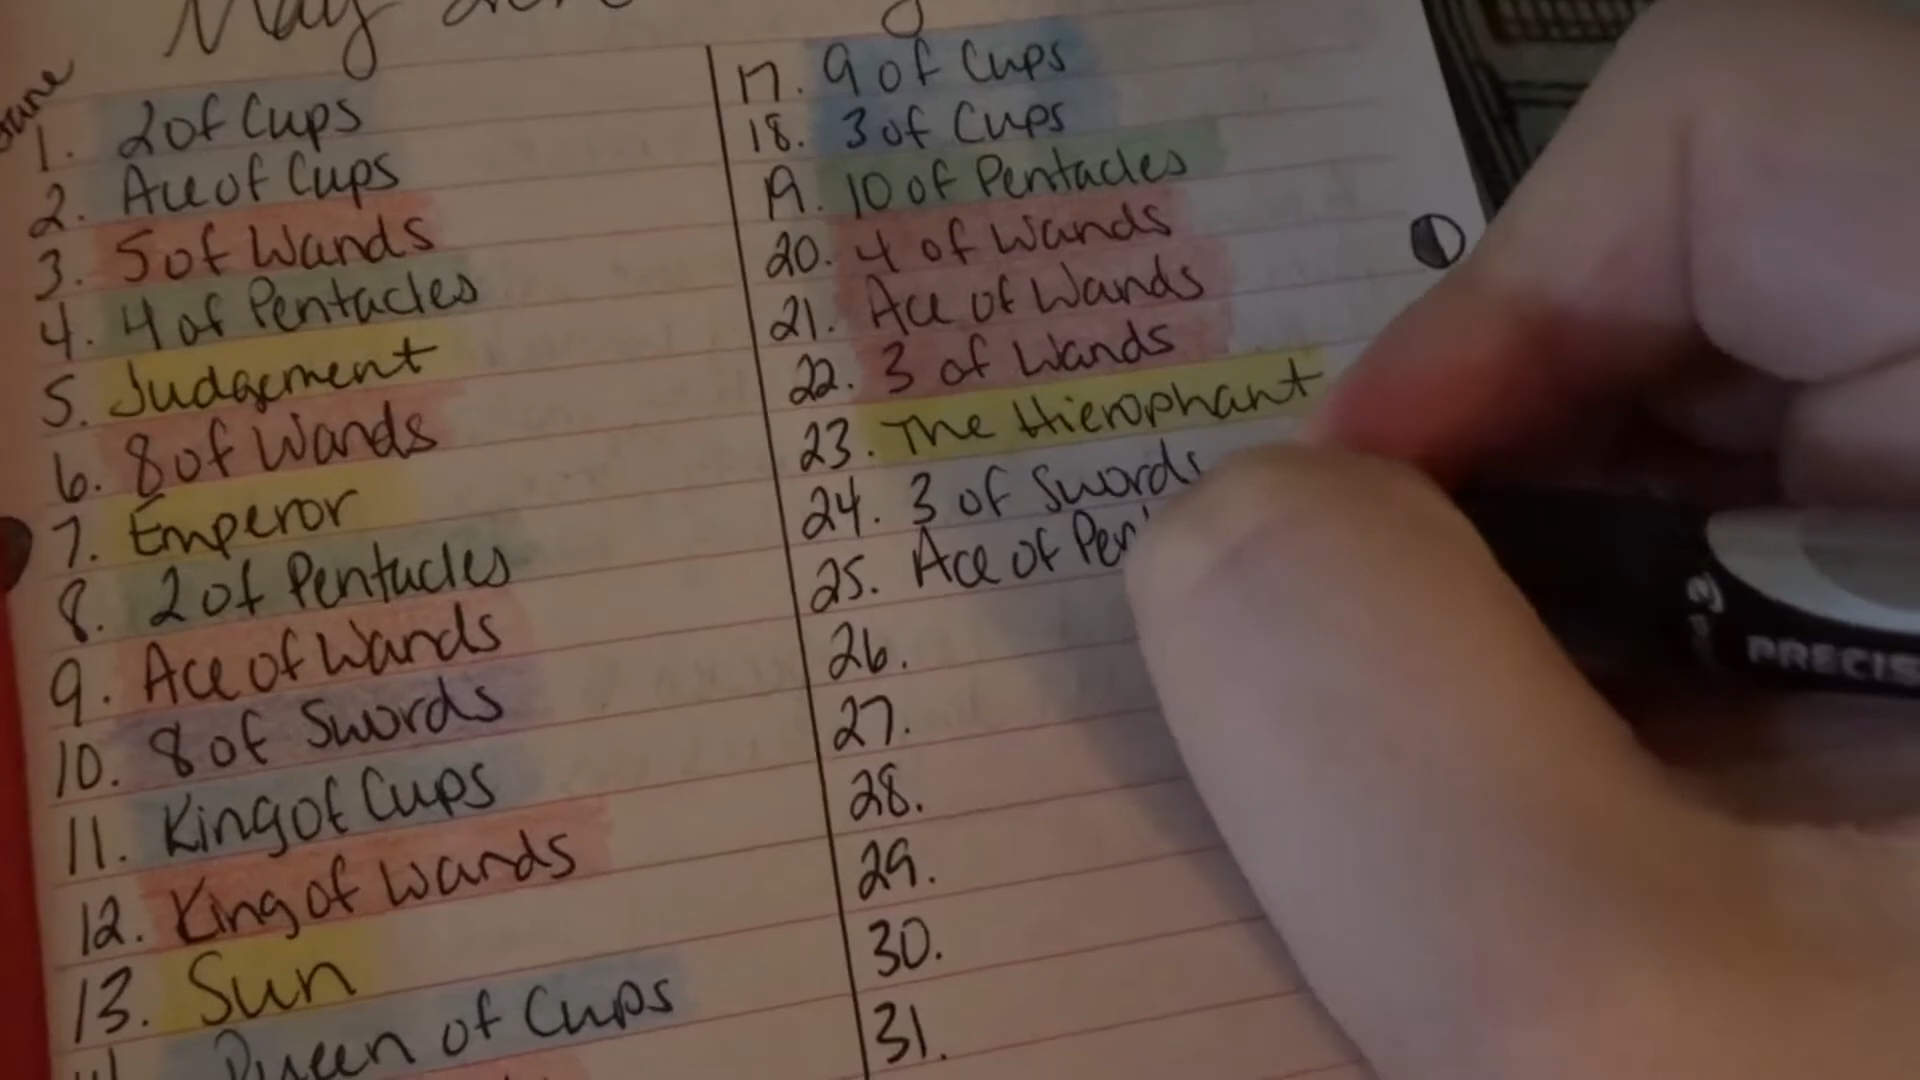 May
1. 2 of Cups
2. Ace of Cups
3. 5 of Wands
4. 4 of Pentacles
5. Judgement
6. 8 of Wands
7. Emperor
8. 2 of Pentacles
9. Ace of Wands
10. 8 of Swords
11. King of Cups
12. King of Wands
13. Sun
Queen of Cups
17. 9 of Cups
18. 3 of Cups
19. 10 of Pentacles
20. 4 of Wands
21. Ace of Wands
22. 3 of Wands
23. The Hierophant
24. 3 of Swords
25. Ace of Pen
26.
27.
28.
29.
30.
31.
PRECIS